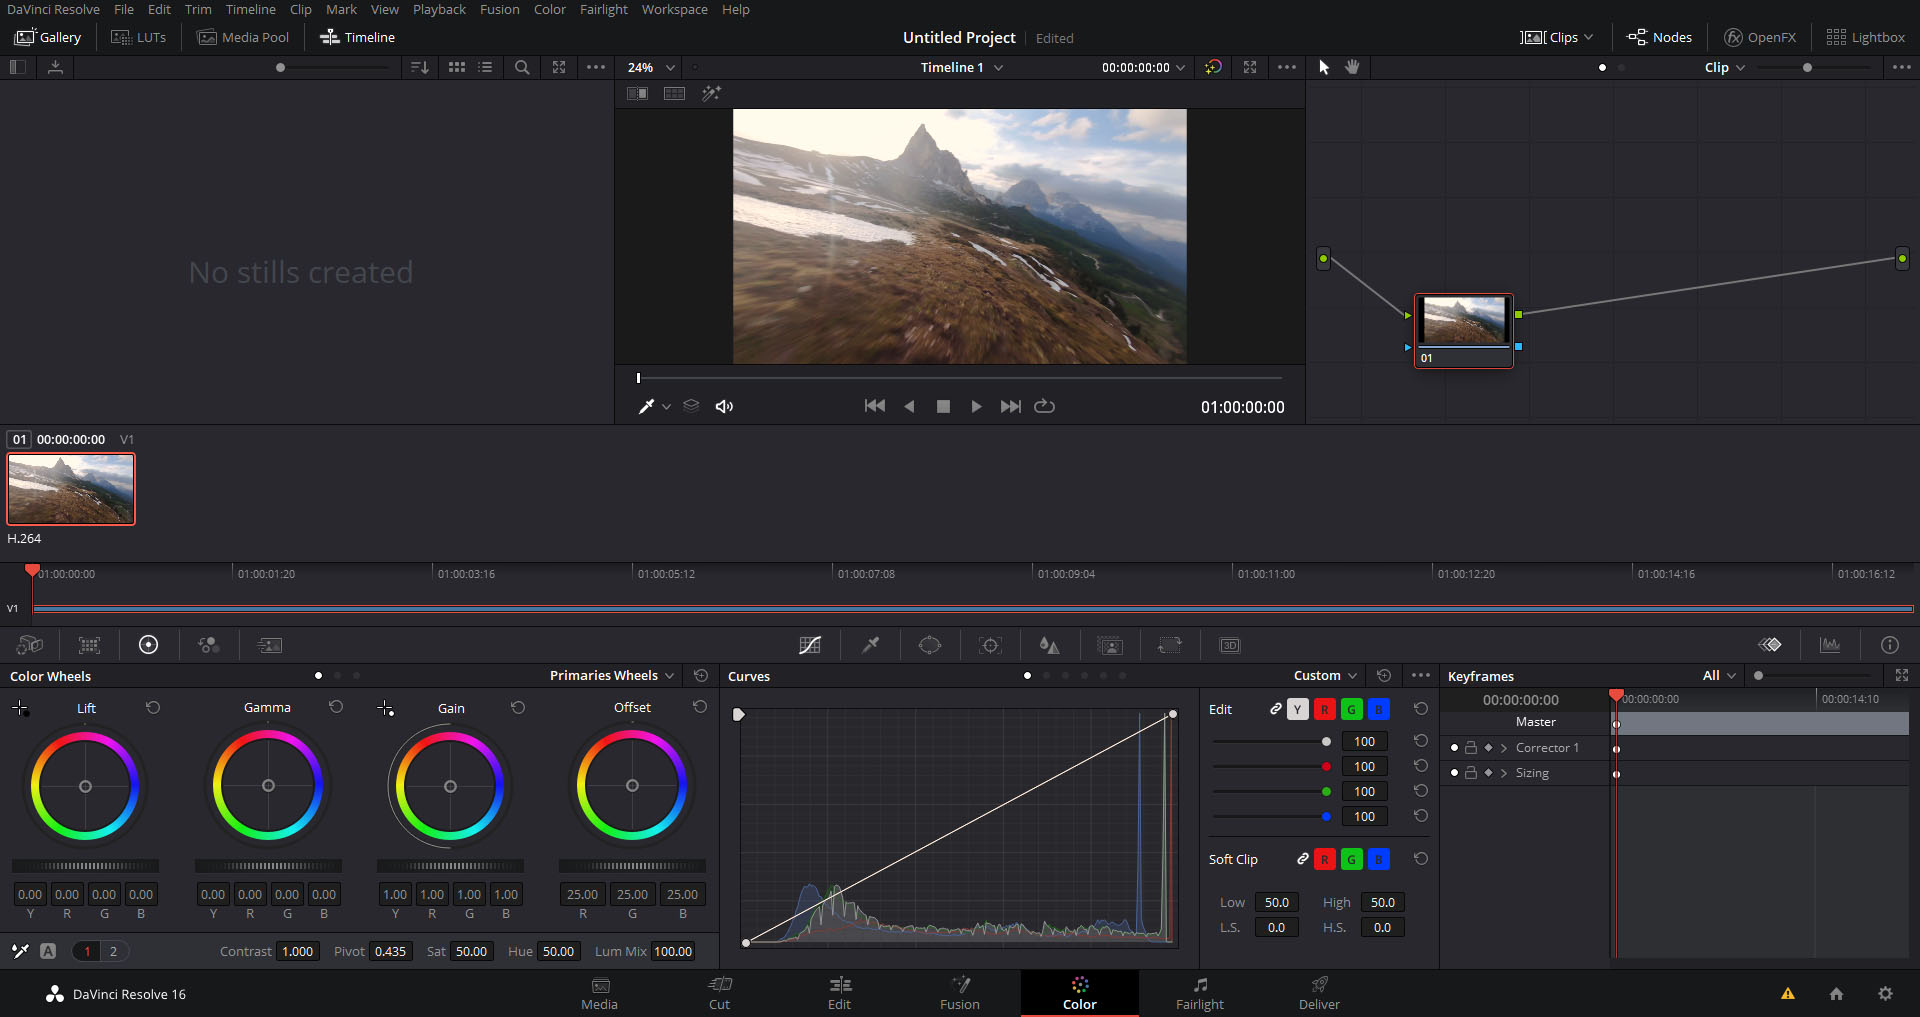 DaVinci Resolve File Edit Trim Timeline Clip Mark View Playback Fusion Color Fairlight Workspace Help
Gallery LUTs Media Pool Timeline Untitled Project Edited Clips Nodes OpenFX Lightbox
24% Timeline 1 00:00:00:00 Clip
No stills created
01
01:00:00:00
01 00:00:00:00 V1
H.264
01:00:00:00 01:00:01:20 01:00:03:16 01:00:05:12 01:00:07:08 01:00:09:04 01:00:11:00 01:00:12:20 01:00:14:16 01:00:16:12
V1
3D
Color Wheels Primaries Wheels Curves Custom Keyframes All
Lift Gamma Gain Offset
Edit Y R G B
100
100
100
100
Soft Clip R G B
Low 50.0 High 50.0
L.S. 0.0 H.S. 0.0
00:00:00:00 00:00:00:00 00:00:14:10
Master
Corrector 1
Sizing
0.00 0.00 0.00 0.00 0.00 0.00 0.00 0.00 1.00 1.00 1.00 1.00 25.00 25.00 25.00
Y R G B Y R G B Y R G B R G B
A 1 2 Contrast 1.000 Pivot 0.435 Sat 50.00 Hue 50.00 Lum Mix 100.00
DaVinci Resolve 16 Media Cut Edit Fusion Color Fairlight Deliver